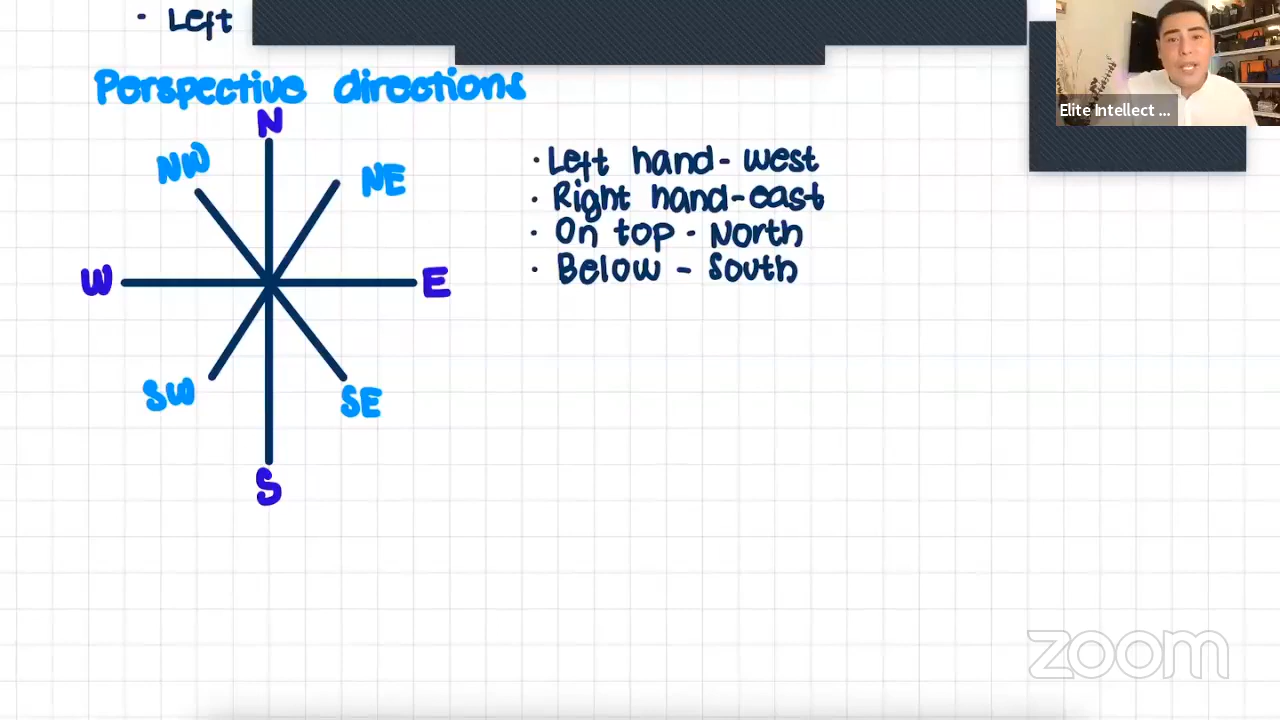 · Left
Elite Intellect ...
Perspective directions
N
NW
NE
W
E
SW
SE
S
· Left hand - west
· Right hand - east
· On top - North
· Below - South
zoom